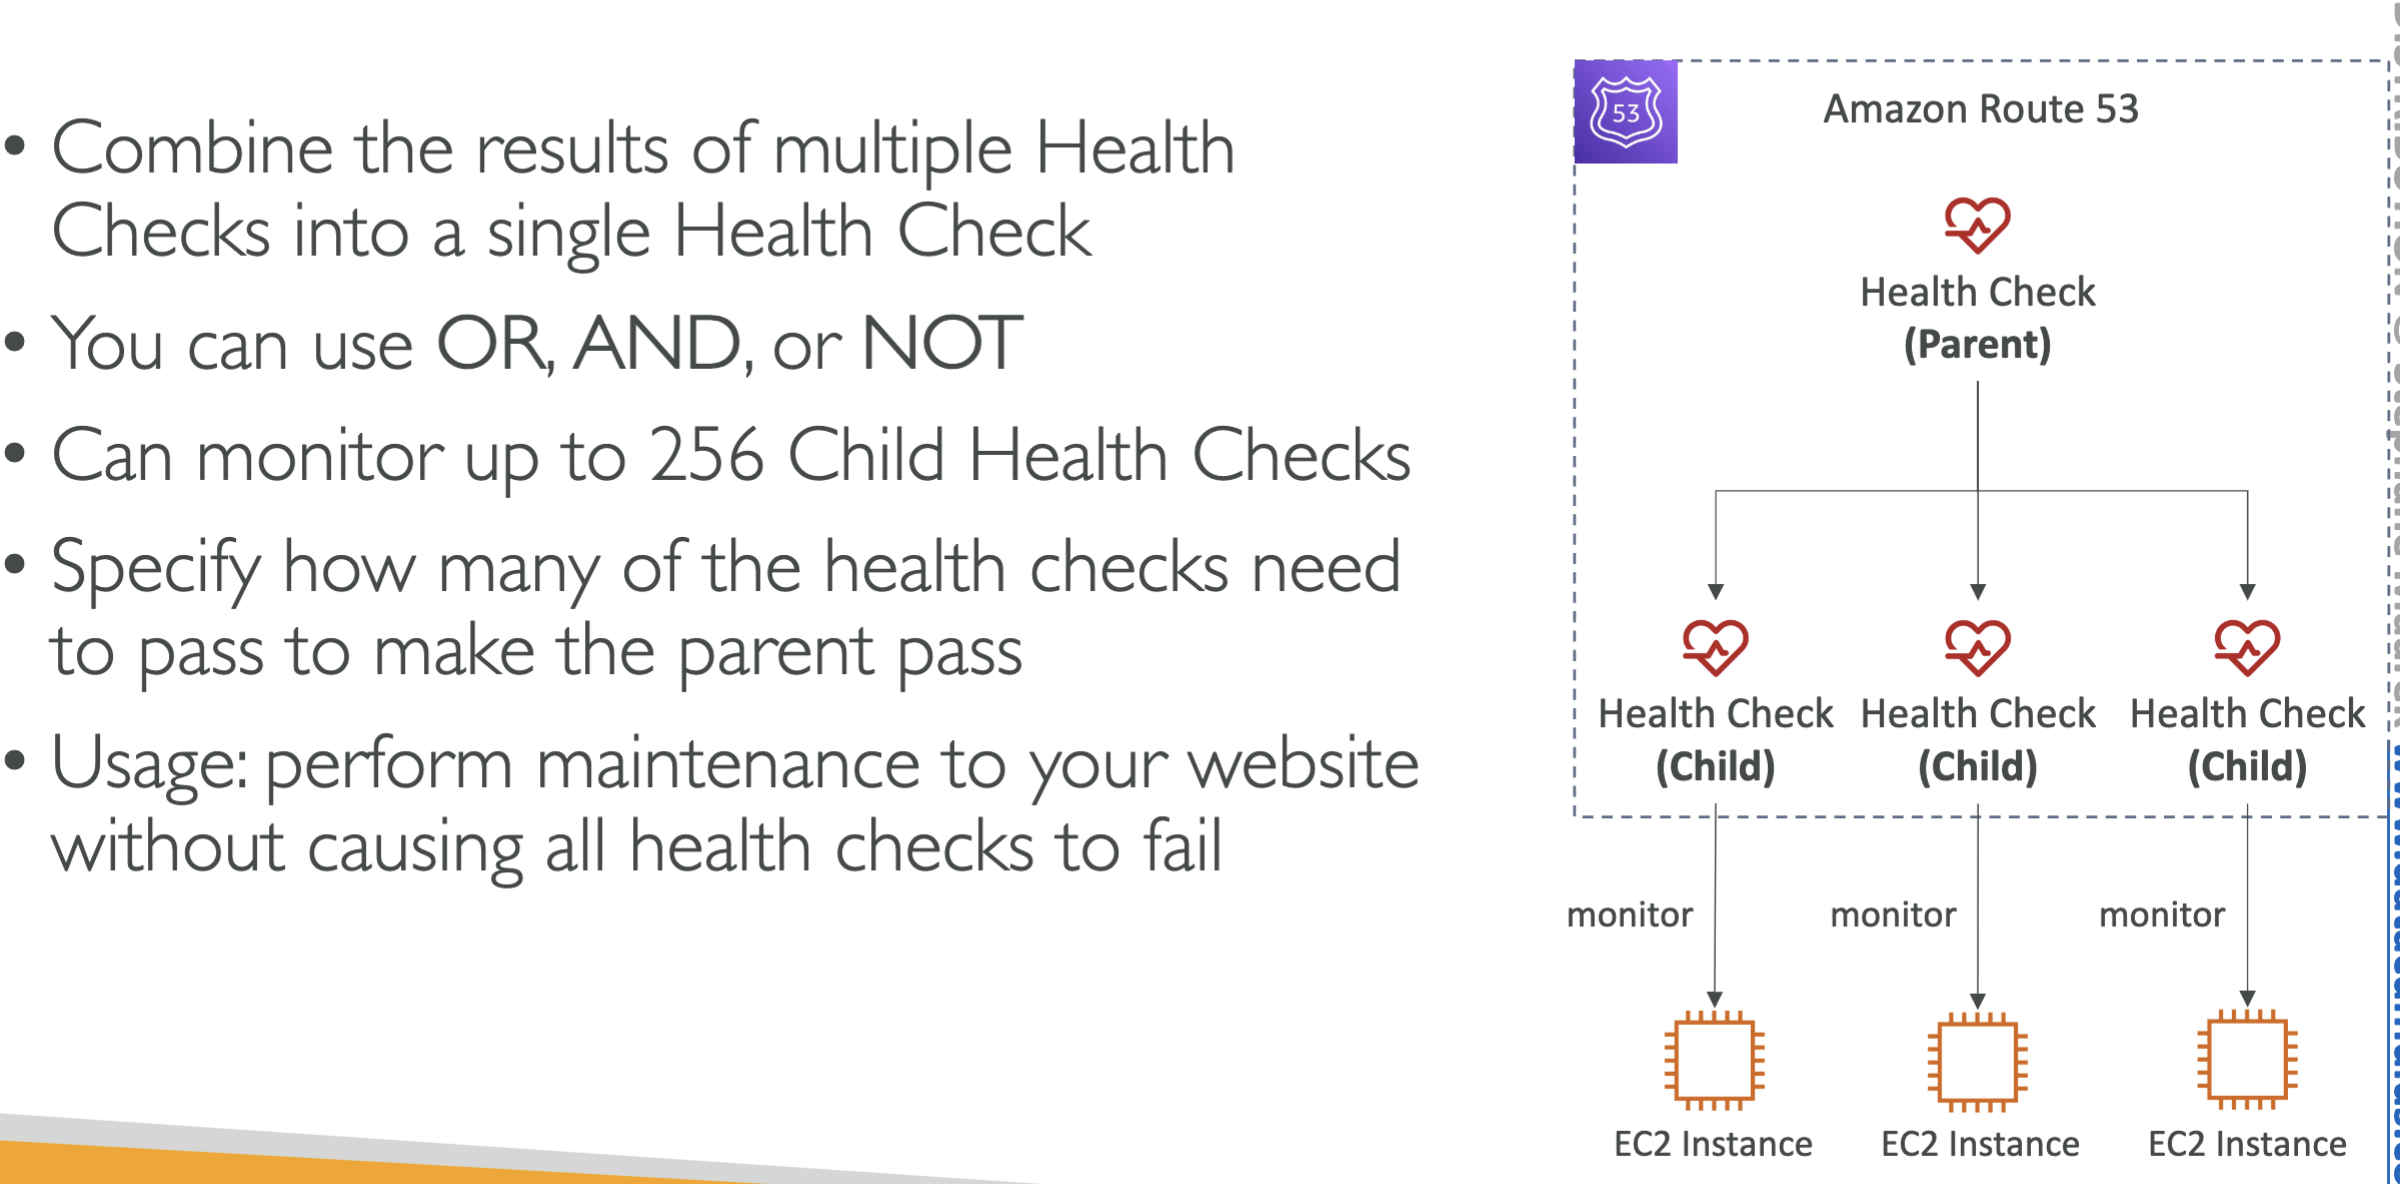 • Combine the results of multiple Health
Checks into a single Health Check
• You can use OR, AND, or NOT
• Can monitor up to 256 Child Health Checks
• Specify how many of the health checks need
to pass to make the parent pass
• Usage: perform maintenance to your website
without causing all health checks to fail
53
Amazon Route 53
Health Check
(Parent)
Health Check
(Child)
Health Check
(Child)
Health Check
(Child)
monitor
monitor
monitor
EC2 Instance
EC2 Instance
EC2 Instance